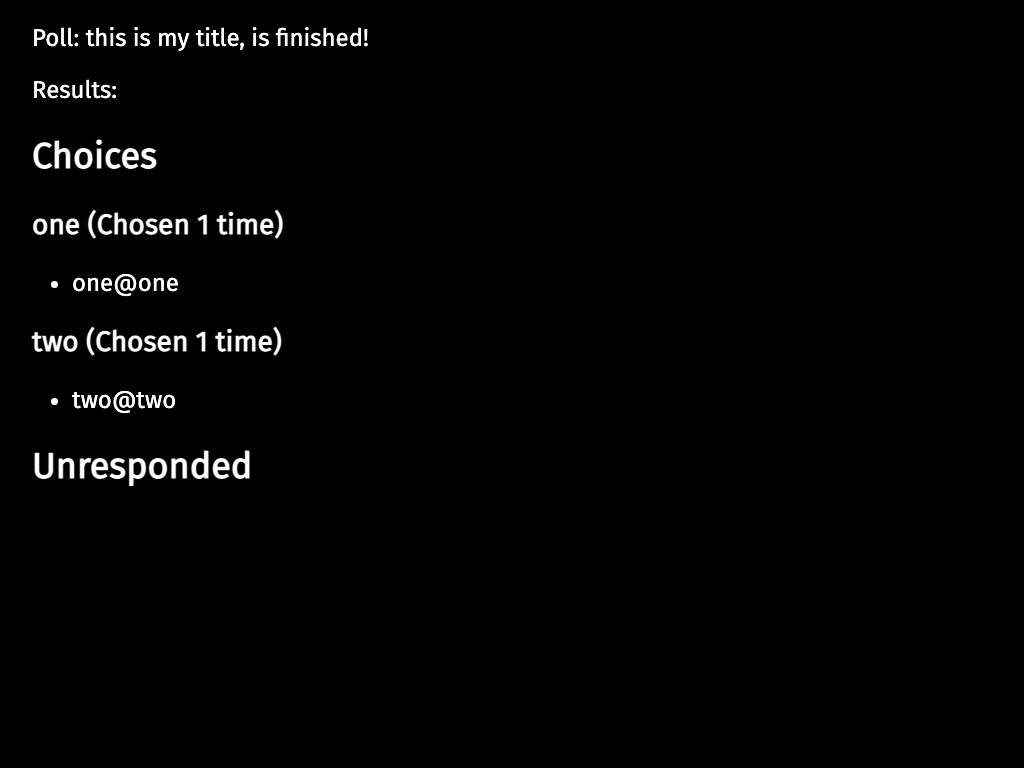 Poll: this is my title, is finished!
Results:
Choices
one (Chosen 1 time)
• one@one
two (Chosen 1 time)
• two@two
Unresponded